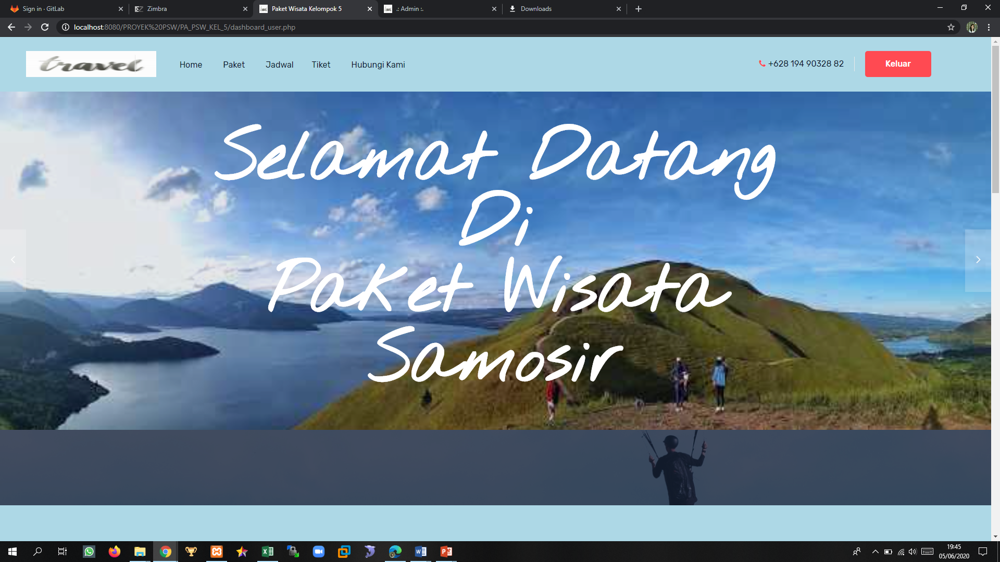 Sign in · GitLab
Zimbra
Paket Wisata Kelompok 5
.: Admin :.
Downloads
localhost:8080/PROYEK%20PSW/PA_PSW_KEL_5/dashboard_user.php
travel
Home
Paket
Jadwal
Tiket
Hubungi Kami
+628 194 90328 82
Keluar
Selamat Datang
Di
Paket Wisata
Samosir
19:45
05/06/2020